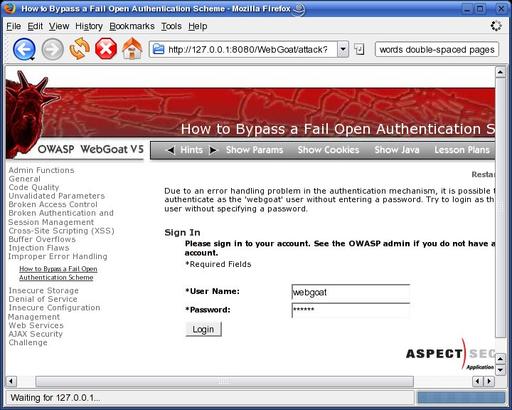 How to Bypass a Fail Open Authentication Scheme - Mozilla Firefox
File Edit View History Bookmarks Tools Help
http://127.0.0.1:8080/WebGoat/attack?
words double-spaced pages
How to Bypass a Fail Open Authentication S
OWASP WebGoat V5
Hints Show Params Show Cookies Show Java Lesson Plans
Admin Functions
General
Code Quality
Unvalidated Parameters
Broken Access Control
Broken Authentication and
Session Management
Cross-Site Scripting (XSS)
Buffer Overflows
Injection Flaws
Improper Error Handling
How to Bypass a Fail Open
Authentication Scheme
Insecure Storage
Denial of Service
Insecure Configuration
Management
Web Services
AJAX Security
Challenge
Resta
Due to an error handling problem in the authentication mechanism, it is possible t
authenticate as the 'webgoat' user without entering a password. Try to login as th
user without specifying a password.
Sign In
Please sign in to your account. See the OWASP admin if you do not have a
account.
*Required Fields
*User Name: webgoat
*Password: ******
Login
ASPECT SEC
Application
Waiting for 127.0.0.1...